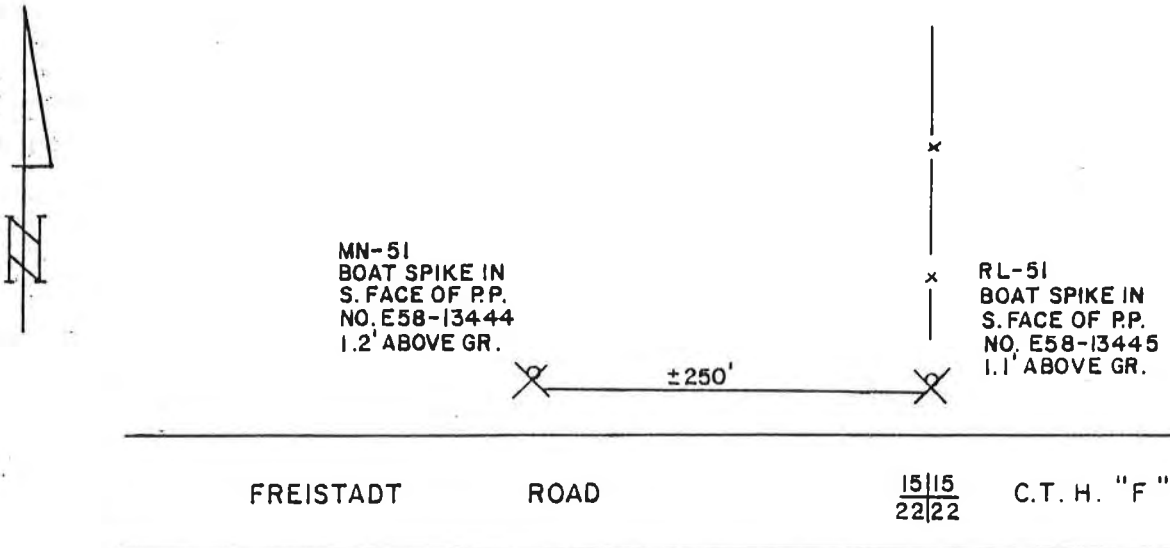 N
MN-51
BOAT SPIKE IN
S. FACE OF P.P.
NO. E58-13444
1.2' ABOVE GR.
RL-51
BOAT SPIKE IN
S. FACE OF P.P.
NO. E58-13445
1.1' ABOVE GR.
±250'
FREISTADT ROAD
15|15
22|22
C.T.H. "F"